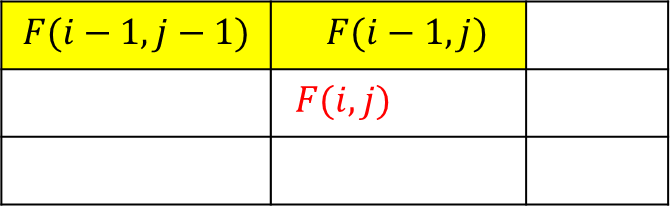 F(i − 1, j − 1) F(i − 1, j)
F(i, j)